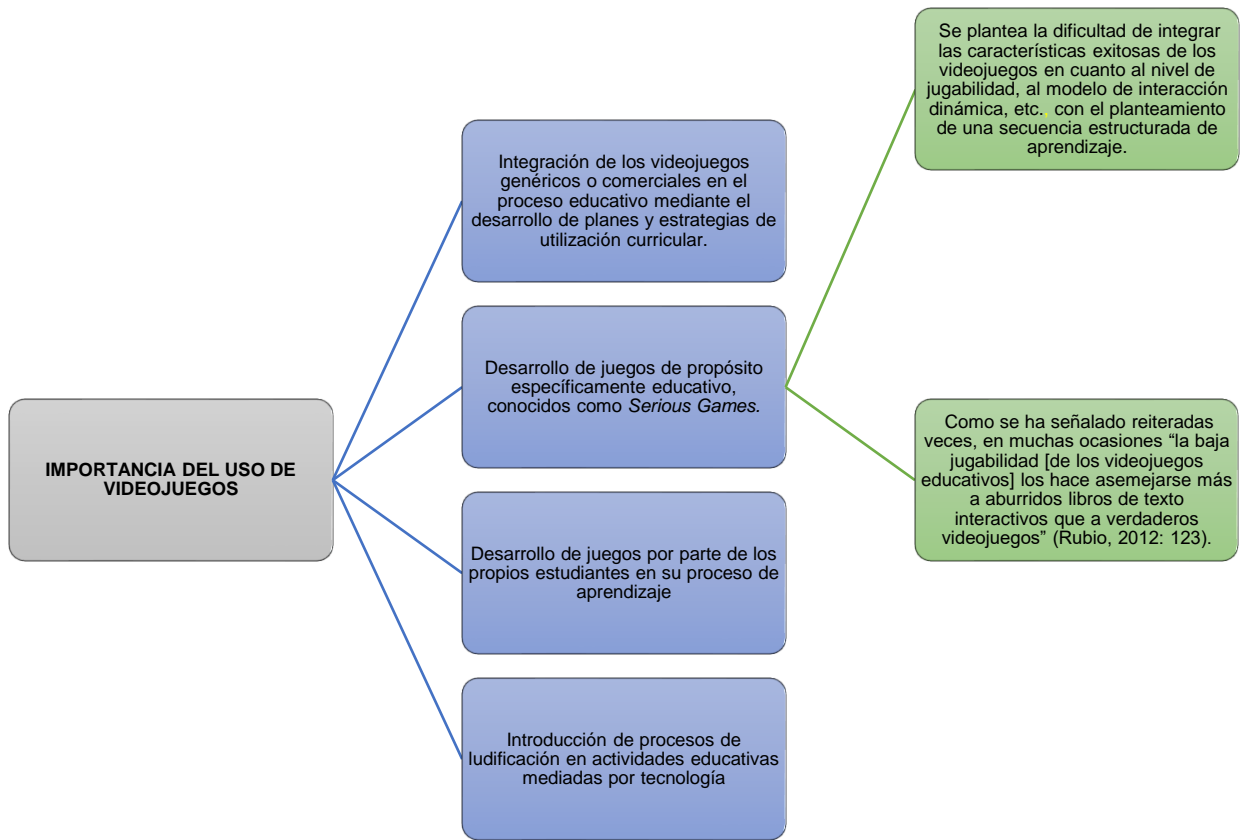 IMPORTANCIA DEL USO DE
VIDEOJUEGOS
Integración de los videojuegos
genéricos o comerciales en el
proceso educativo mediante el
desarrollo de planes y estrategias de
utilización curricular.
Desarrollo de juegos de propósito
específicamente educativo,
conocidos como Serious Games.
Se plantea la dificultad de integrar
las características exitosas de los
videojuegos en cuanto al nivel de
jugabilidad, al modelo de interacción
dinámica, etc., con el planteamiento
de una secuencia estructurada de
aprendizaje.
Como se ha señalado reiteradas
veces, en muchas ocasiones “la baja
jugabilidad [de los videojuegos
educativos] los hace asemejarse más
a aburridos libros de texto
interactivos que a verdaderos
videojuegos” (Rubio, 2012: 123).
Desarrollo de juegos por parte de los
propios estudiantes en su proceso de
aprendizaje
Introducción de procesos de
ludificación en actividades educativas
mediadas por tecnología